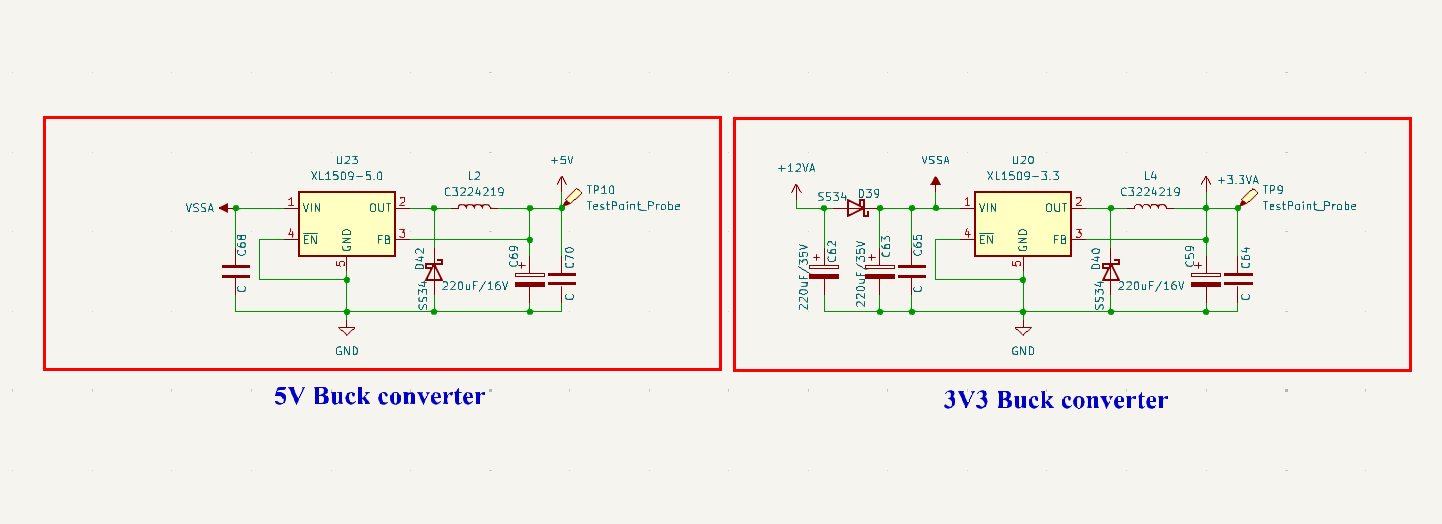 U23
XL1509-5.0
VSSA
1
VIN
OUT
2
4
EN
GND
FB
3
5
C68
C
L2
C3224219
+5V
TP10
TestPoint_Probe
D42
SS34
C69
+
220uF/16V
C70
C
GND
5V Buck converter
+12VA
SS34
D39
VSSA
U20
XL1509-3.3
1
VIN
OUT
2
4
EN
GND
FB
3
5
220uF/35V
+
C62
220uF/35V
+
C63
C65
C
L4
C3224219
+3.3VA
TP9
TestPoint_Probe
D40
SS34
C59
+
220uF/16V
C64
C
GND
3V3 Buck converter